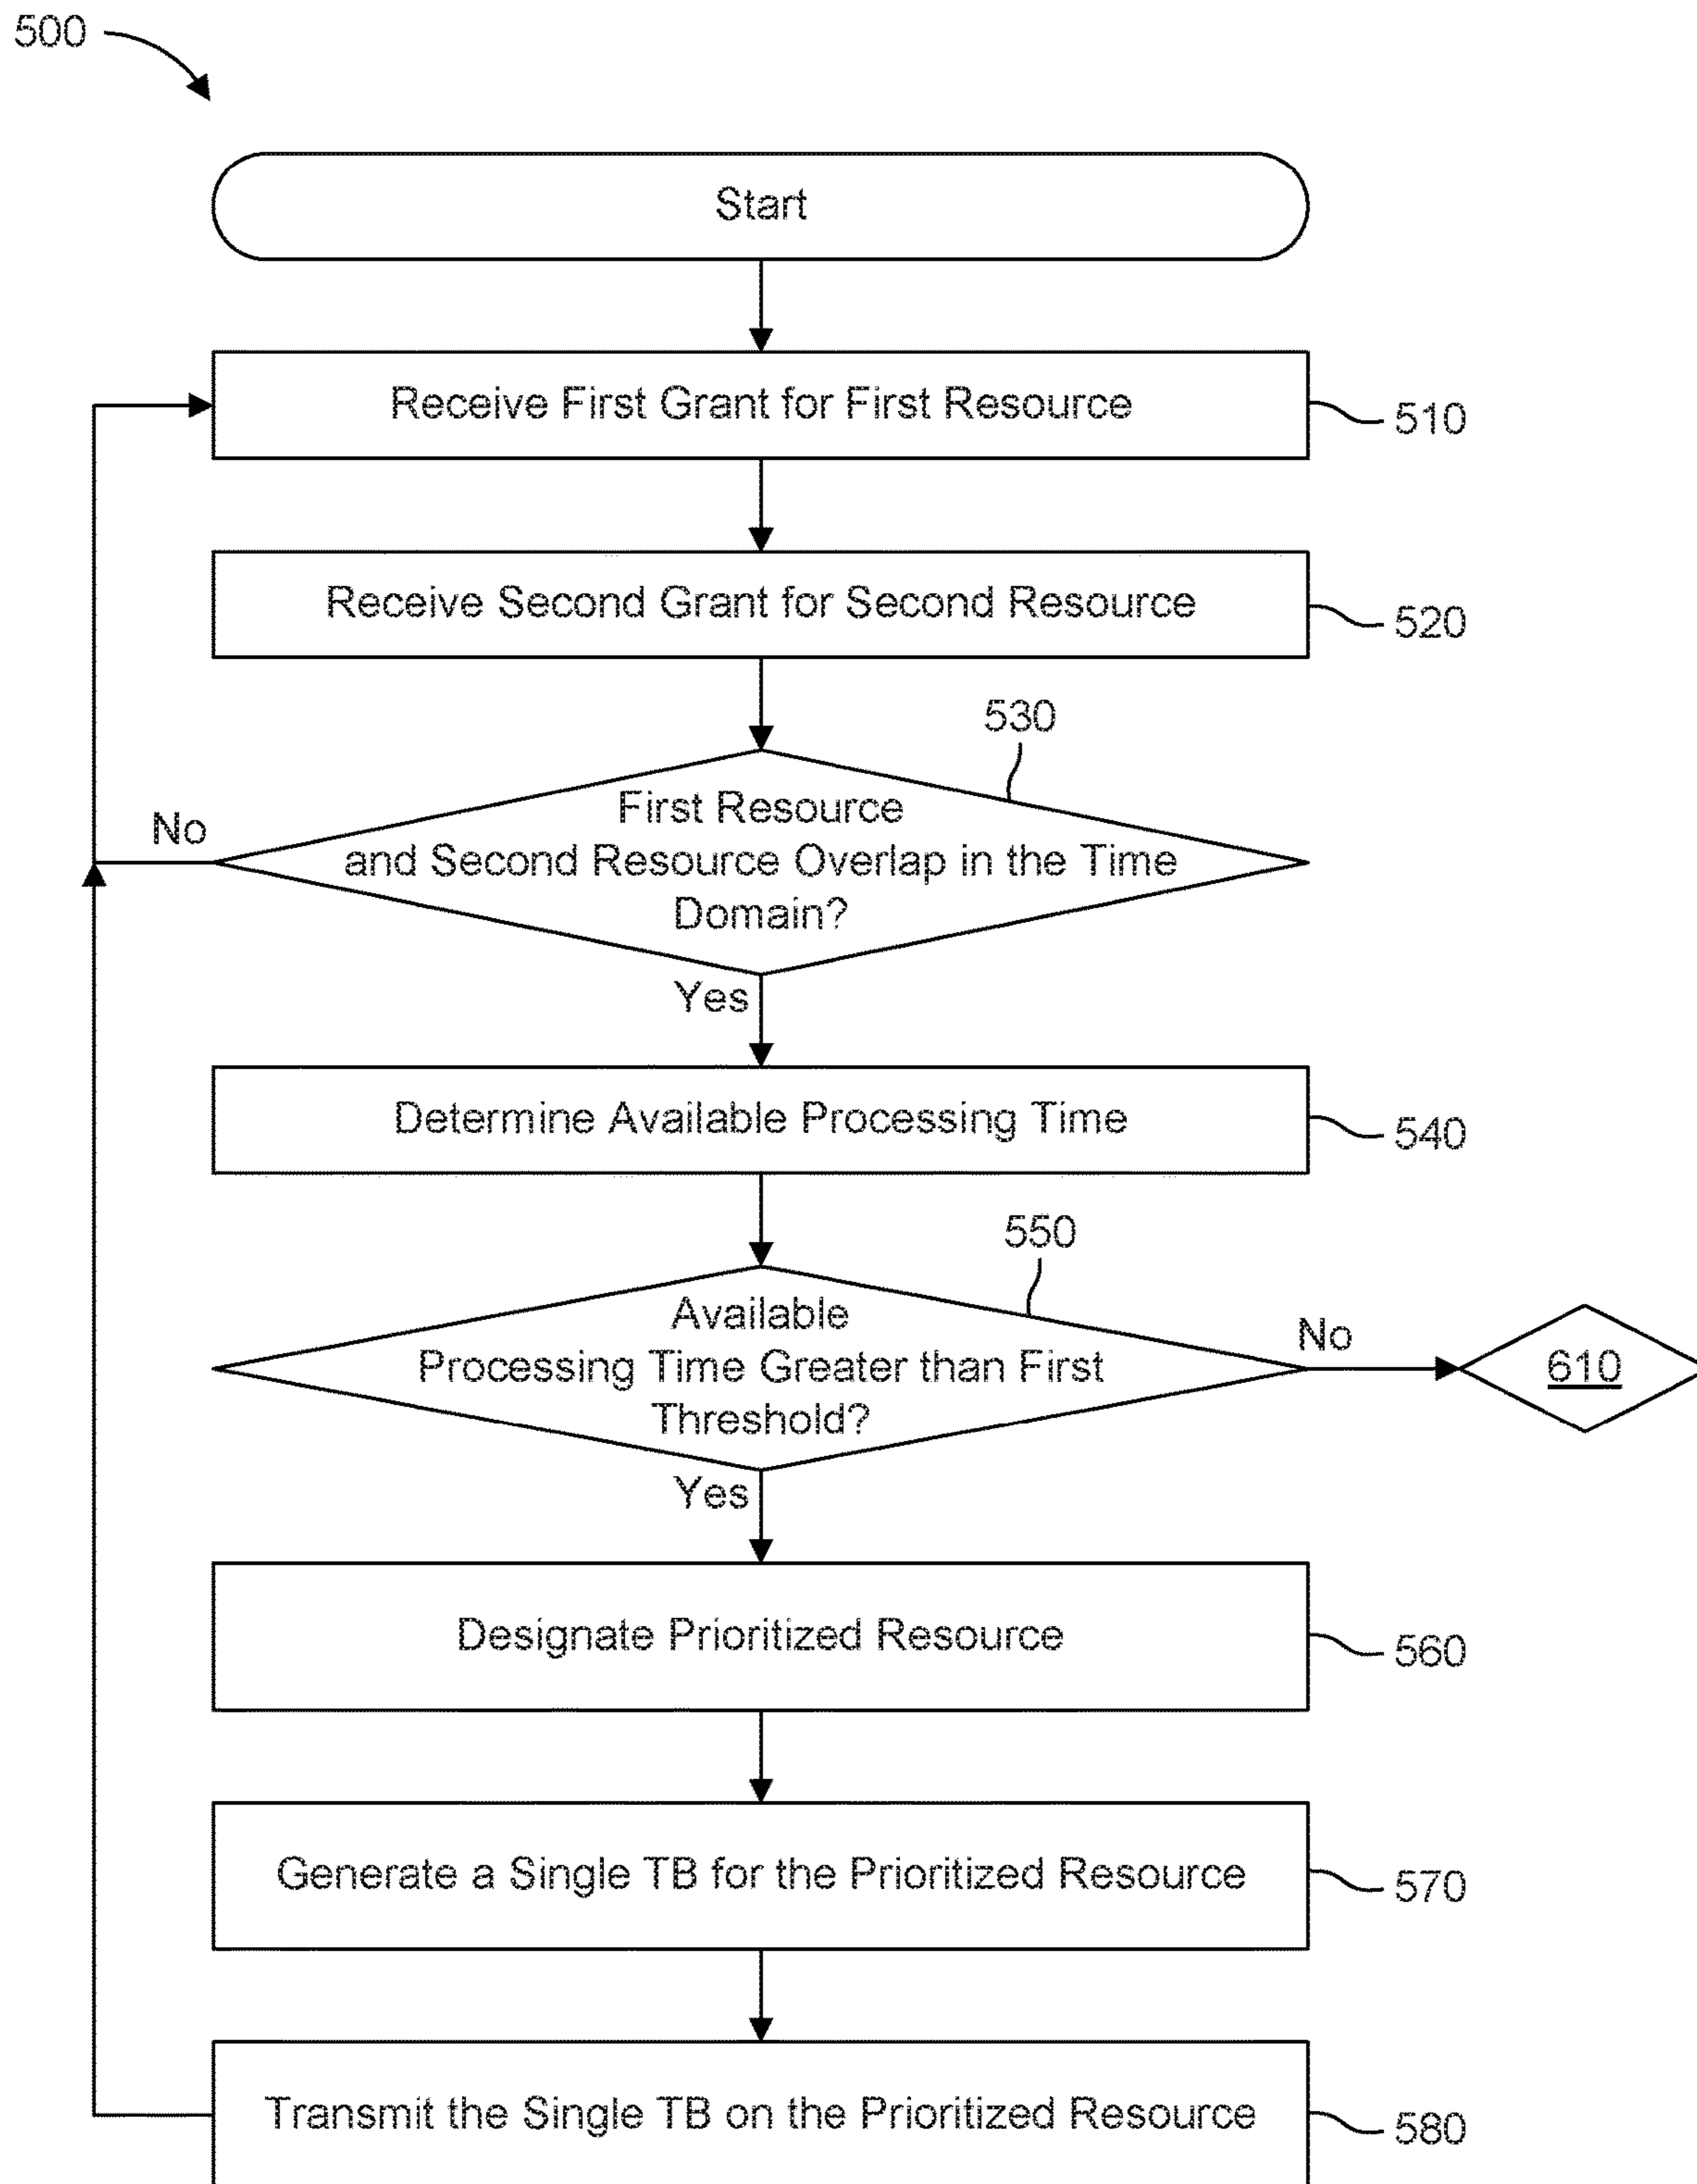 500
Start
Receive First Grant for First Resource
510
Receive Second Grant for Second Resource
520
530
First Resource
and Second Resource Overlap in the Time
Domain?
No
Yes
Determine Available Processing Time
540
550
Available
Processing Time Greater than First
Threshold?
No
610
Yes
Designate Prioritized Resource
560
Generate a Single TB for the Prioritized Resource
570
Transmit the Single TB on the Prioritized Resource
580